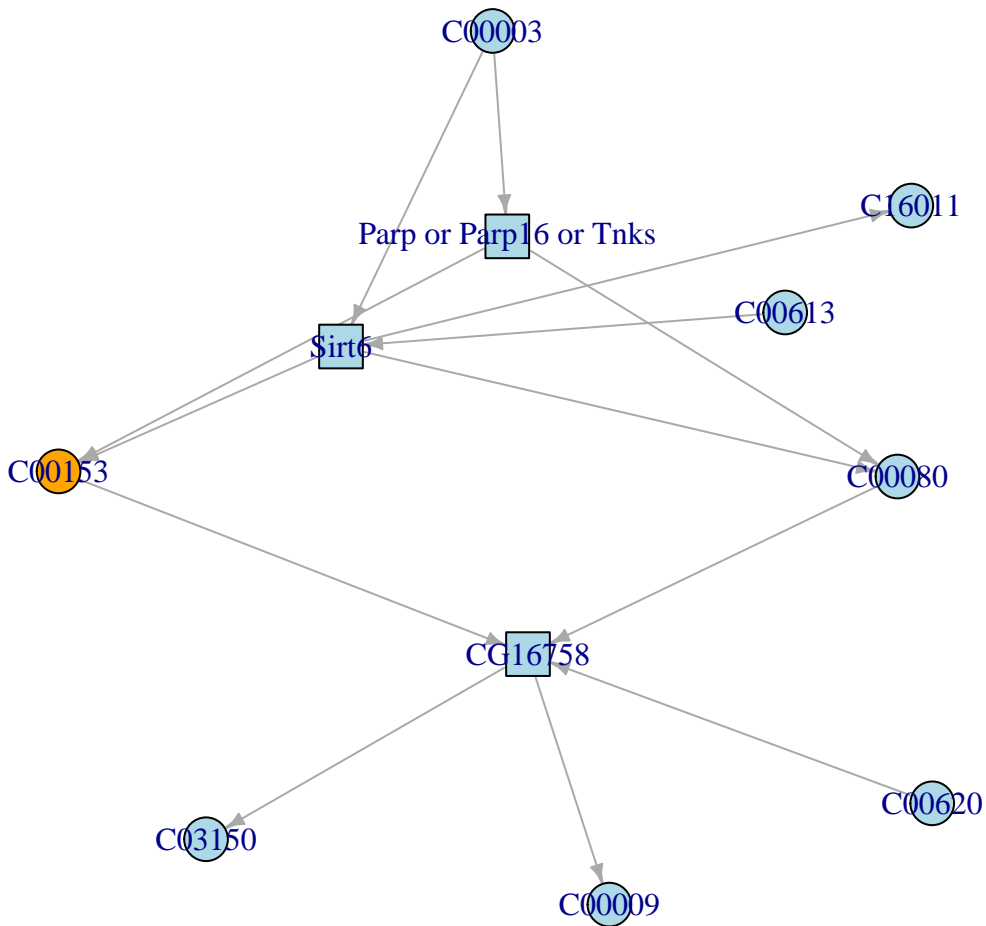 C00003
C16011
Parp or Parp16 or Tnks
C00613
Sirt6
C00153
C00080
CG16758
C00620
C03150
C00009